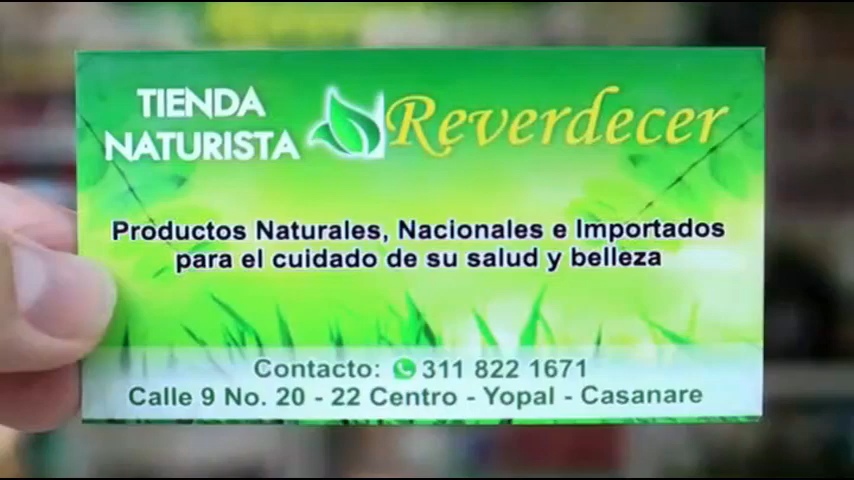 TIENDA
NATURISTA
Reverdecer
Productos Naturales, Nacionales e Importados
para el cuidado de su salud y belleza
Contacto: 311 822 1671
Calle 9 No. 20 - 22 Centro - Yopal - Casanare